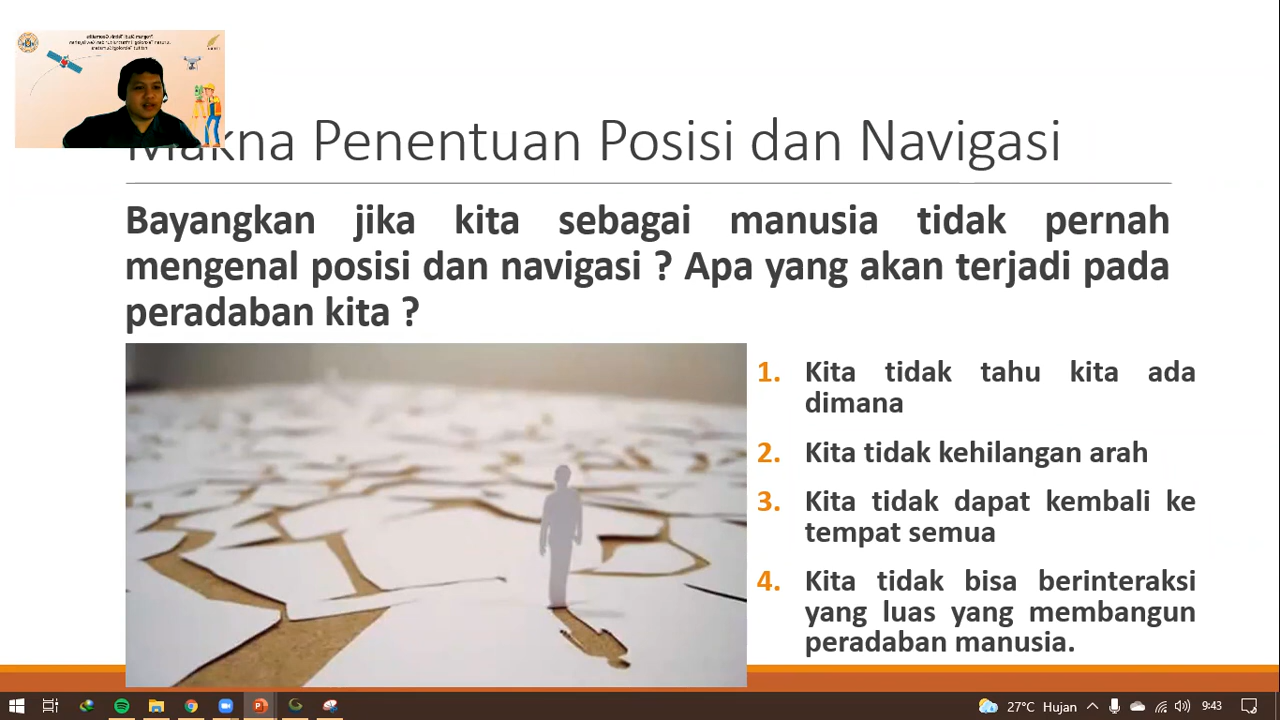 Makna Penentuan Posisi dan Navigasi
Bayangkan jika kita sebagai manusia tidak pernah
mengenal posisi dan navigasi ? Apa yang akan terjadi pada
peradaban kita ?
1. Kita tidak tahu kita ada
dimana
2. Kita tidak kehilangan arah
3. Kita tidak dapat kembali ke
tempat semua
4. Kita tidak bisa berinteraksi
yang luas yang membangun
peradaban manusia.
27°C Hujan
9:43